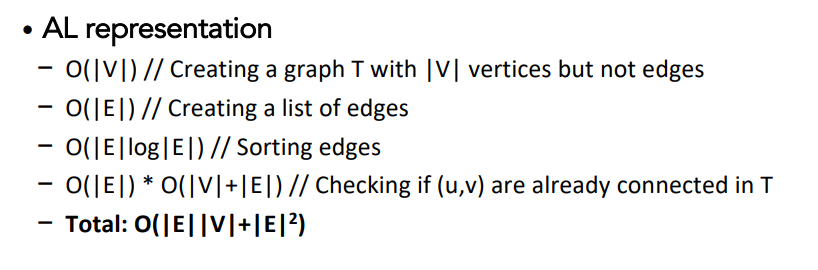 • AL representation
– O(|V|) // Creating a graph T with |V| vertices but not edges
– O(|E|) // Creating a list of edges
– O(|E|log|E|) // Sorting edges
– O(|E|) * O(|V|+|E|) // Checking if (u,v) are already connected in T
– Total: O(|E||V|+|E|²)